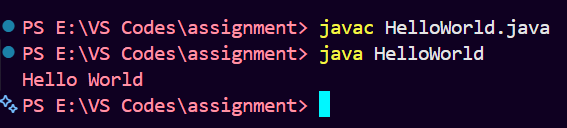 PS E:\VS Codes\assignment> javac HelloWorld.java
PS E:\VS Codes\assignment> java HelloWorld
Hello World
PS E:\VS Codes\assignment>